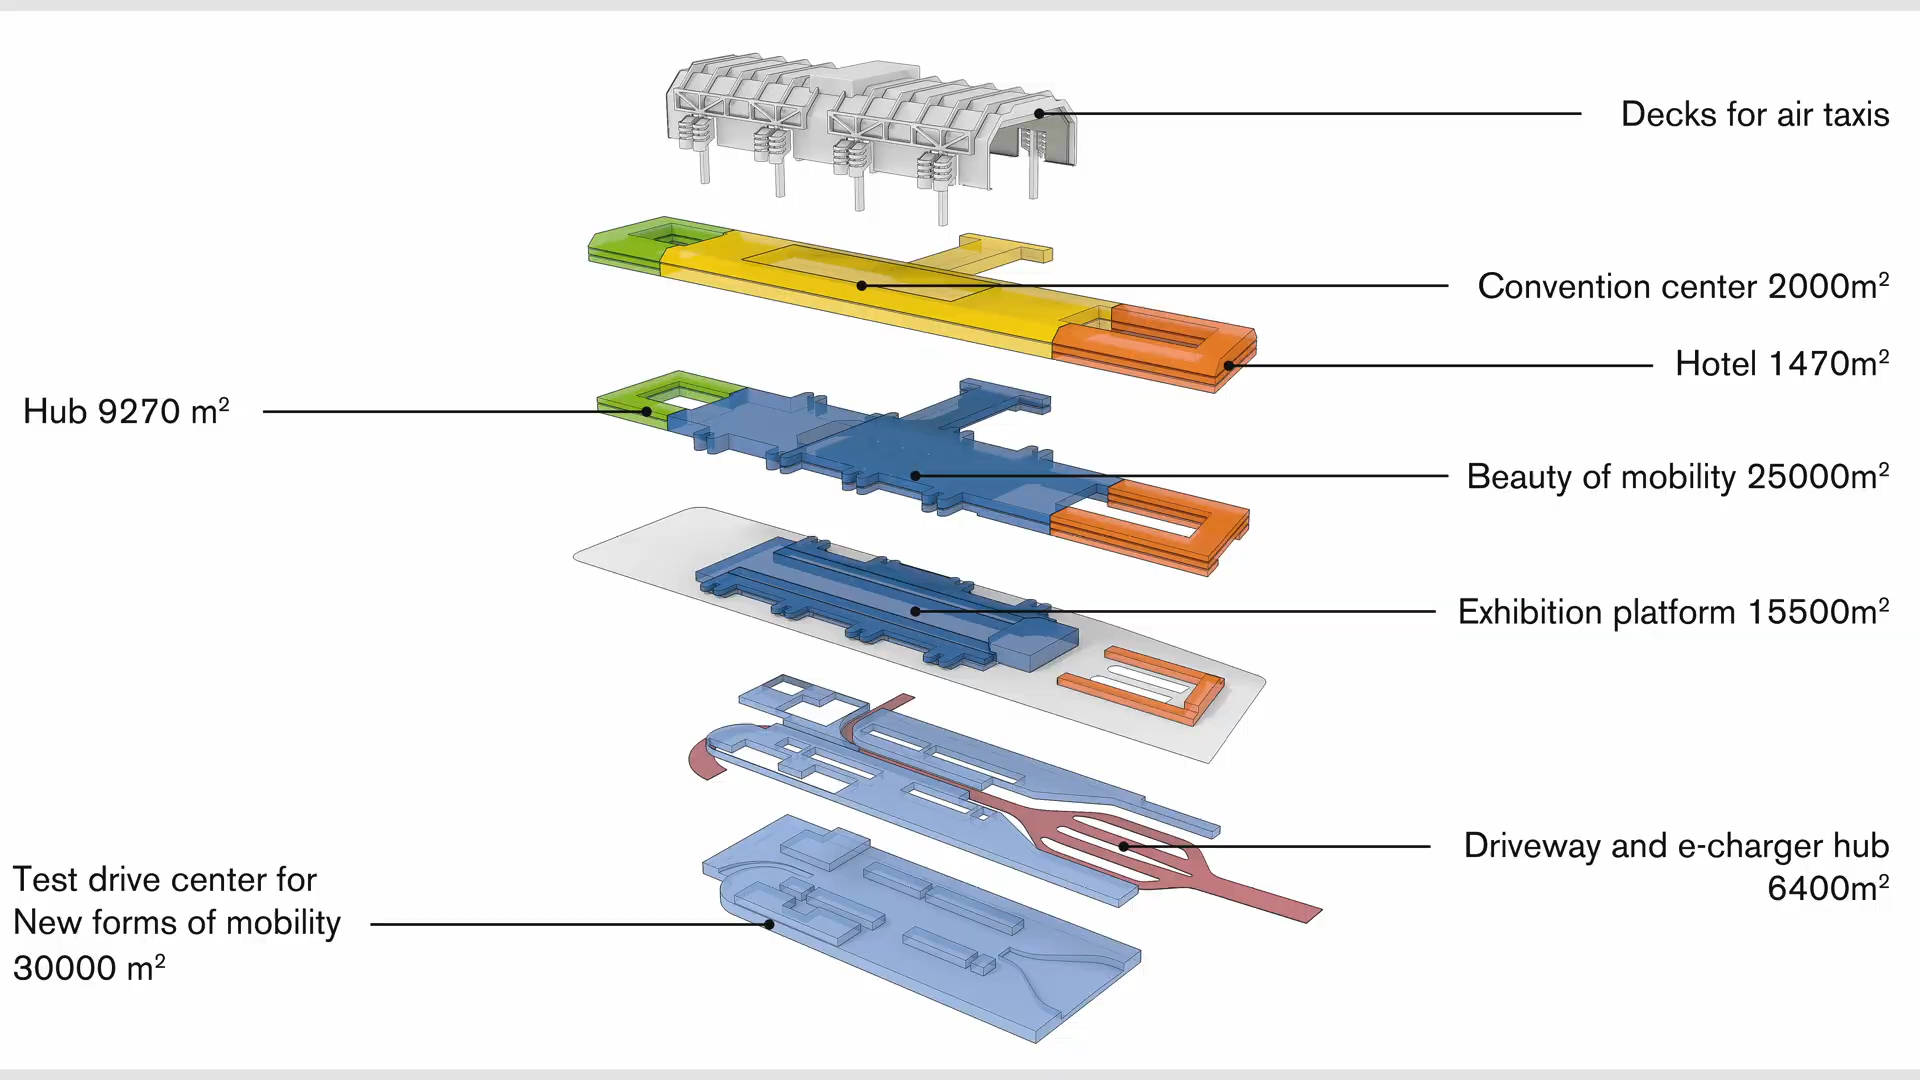 Decks for air taxis
Convention center 2000m²
Hotel 1470m²
Hub 9270 m²
Beauty of mobility 25000m²
Exhibition platform 15500m²
Driveway and e-charger hub
6400m²
Test drive center for
New forms of mobility
30000 m²